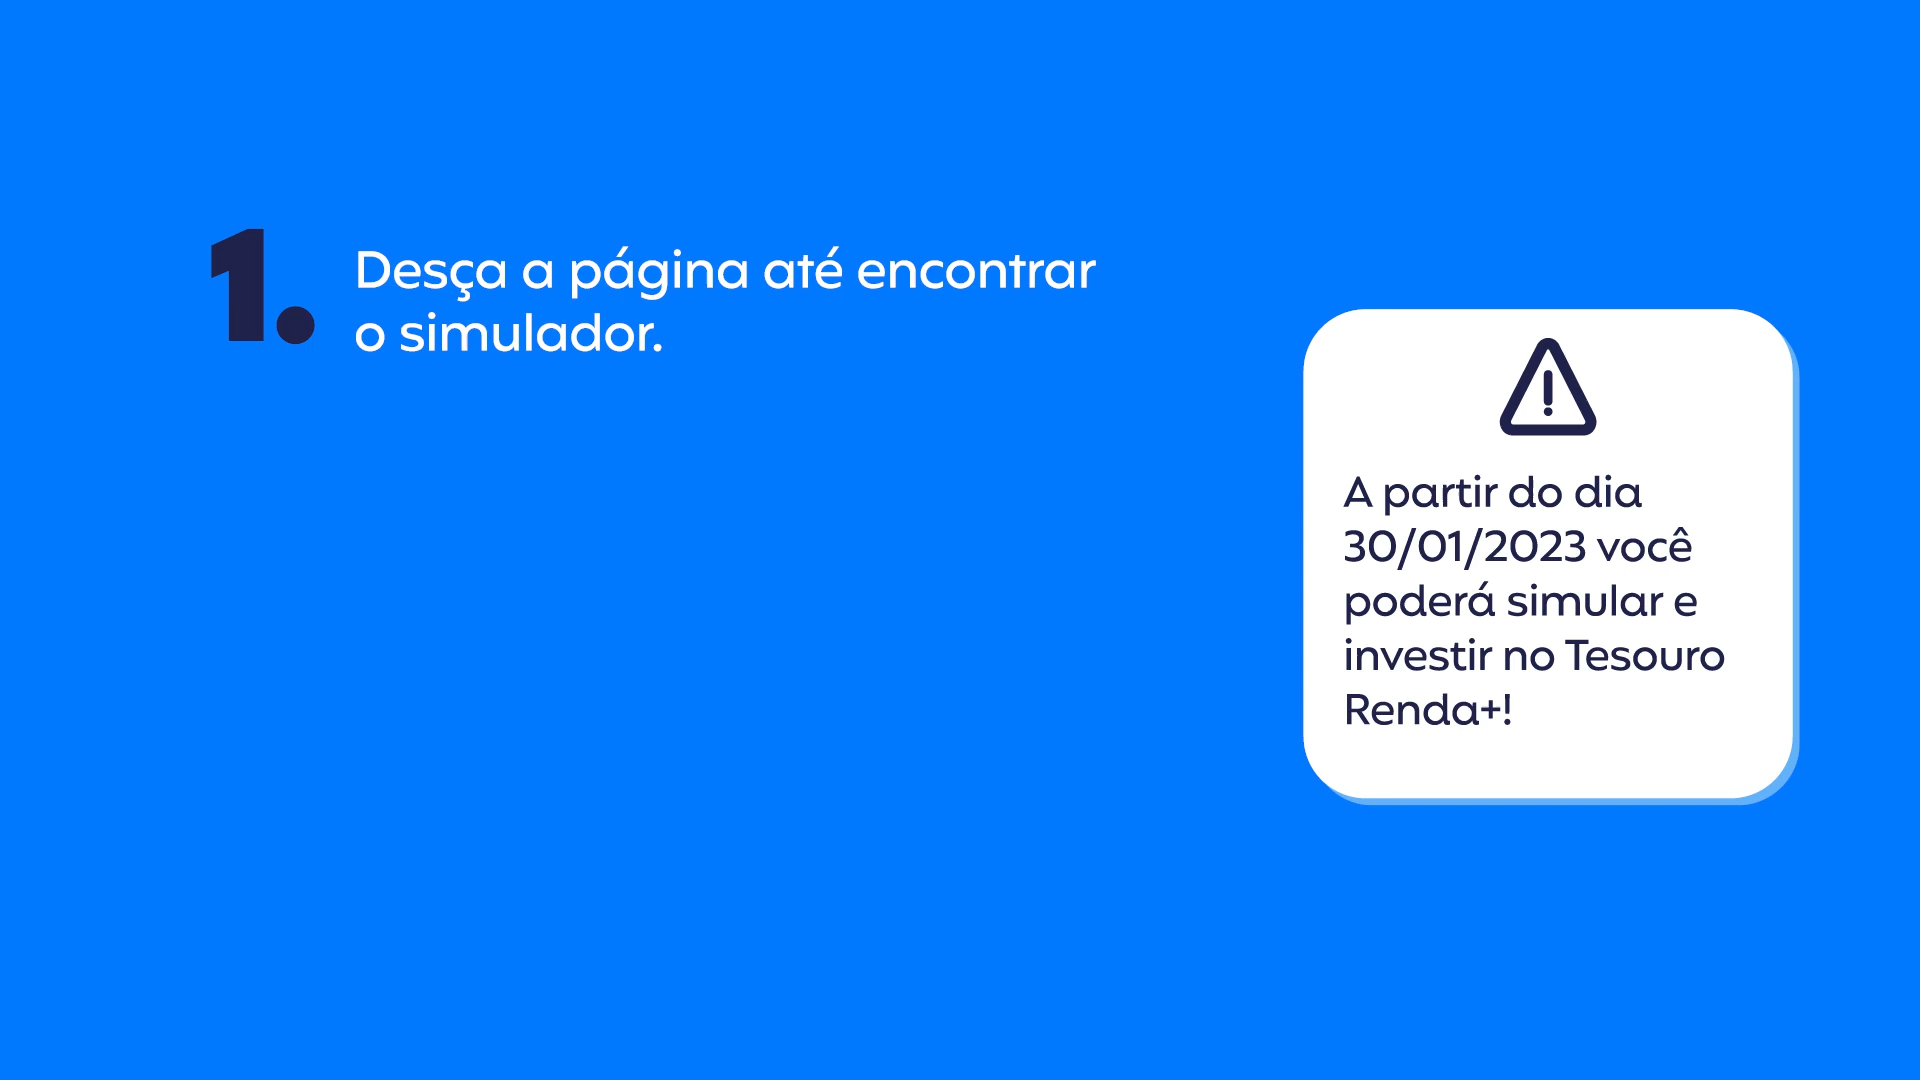 1. Desça a página até encontrar
o simulador.
A partir do dia
30/01/2023 você
poderá simular e
investir no Tesouro
Renda+!